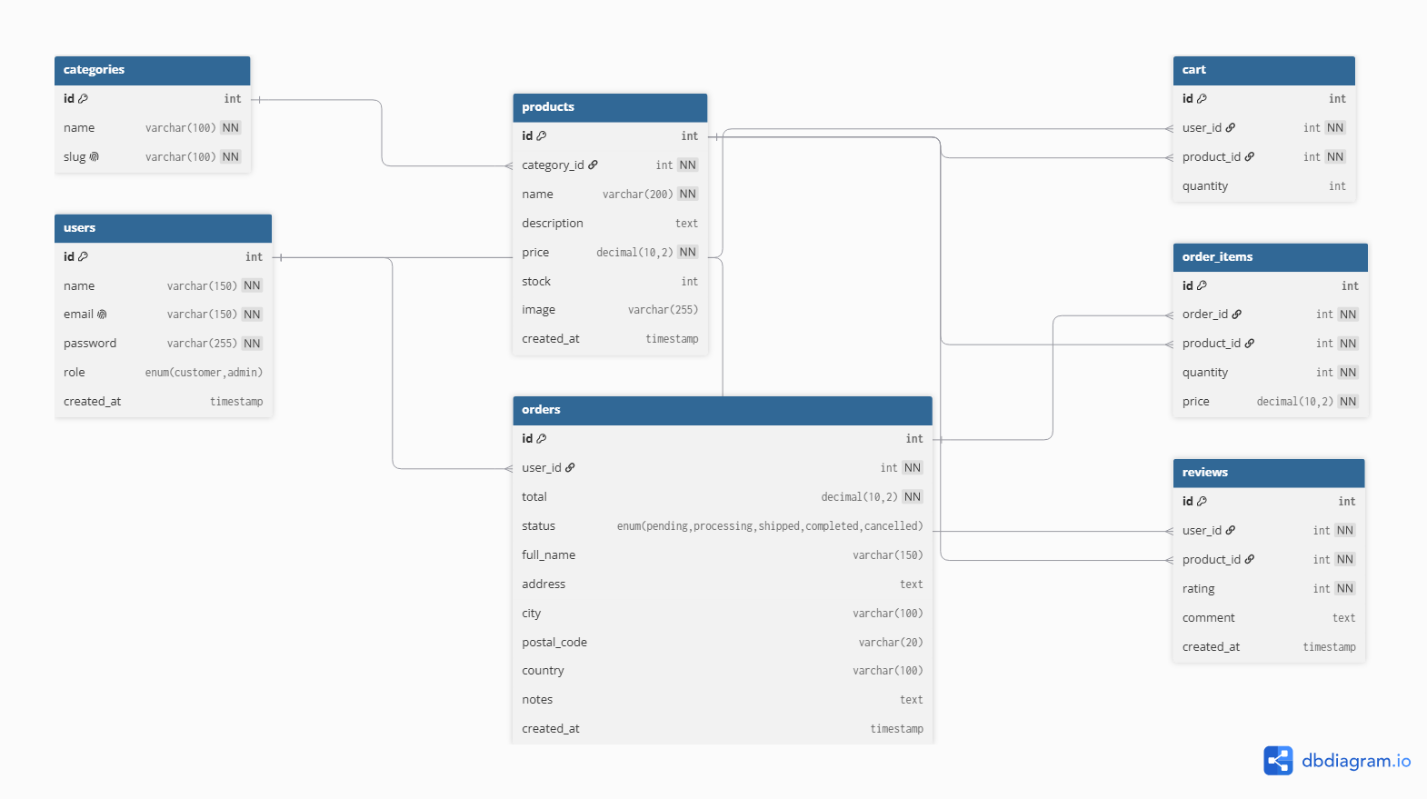 categories
id int
name varchar(100) NN
slug varchar(100) NN
users
id int
name varchar(150) NN
email varchar(150) NN
password varchar(255) NN
role enum(customer,admin)
created_at timestamp
products
id int
category_id int NN
name varchar(200) NN
description text
price decimal(10,2) NN
stock int
image varchar(255)
created_at timestamp
orders
id int
user_id int NN
total decimal(10,2) NN
status enum(pending,processing,shipped,completed,cancelled)
full_name varchar(150)
address text
city varchar(100)
postal_code varchar(20)
country varchar(100)
notes text
created_at timestamp
cart
id int
user_id int NN
product_id int NN
quantity int
order_items
id int
order_id int NN
product_id int NN
quantity int NN
price decimal(10,2) NN
reviews
id int
user_id int NN
product_id int NN
rating int NN
comment text
created_at timestamp
dbdiagram.io